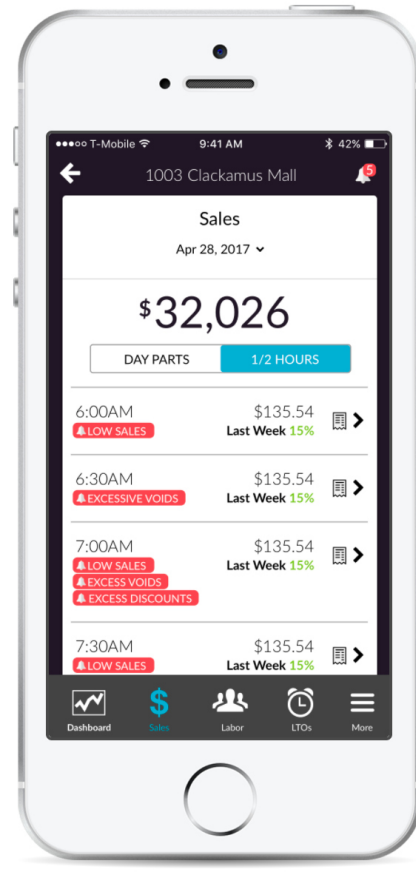 ●●●○○ T-Mobile 9:41 AM 42%
1003 Clackamus Mall 5
Sales
Apr 28, 2017
$32,026
DAY PARTS 1/2 HOURS
6:00AM $135.54
LOW SALES Last Week 15%
6:30AM $135.54
EXCESSIVE VOIDS Last Week 15%
7:00AM $135.54
LOW SALES Last Week 15%
EXCESS VOIDS
EXCESS DISCOUNTS
7:30AM $135.54
LOW SALES Last Week 15%
Dashboard Sales Labor LTOs More